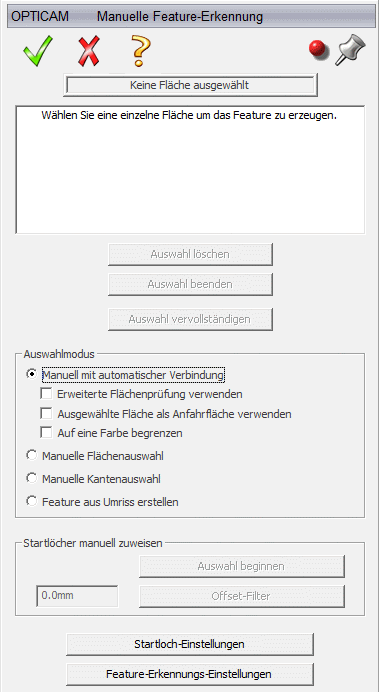 OPTICAM Manuelle Feature-Erkennung
Keine Fläche ausgewählt
Wählen Sie eine einzelne Fläche um das Feature zu erzeugen.
Auswahl löschen
Auswahl beenden
Auswahl vervollständigen
Auswahlmodus
Manuell mit automatischer Verbindung
Erweiterte Flächenprüfung verwenden
Ausgewählte Fläche als Anfahrfläche verwenden
Auf eine Farbe begrenzen
Manuelle Flächenauswahl
Manuelle Kantenauswahl
Feature aus Umriss erstellen
Startlöcher manuell zuweisen
Auswahl beginnen
0.0mm Offset-Filter
Startloch-Einstellungen
Feature-Erkennungs-Einstellungen